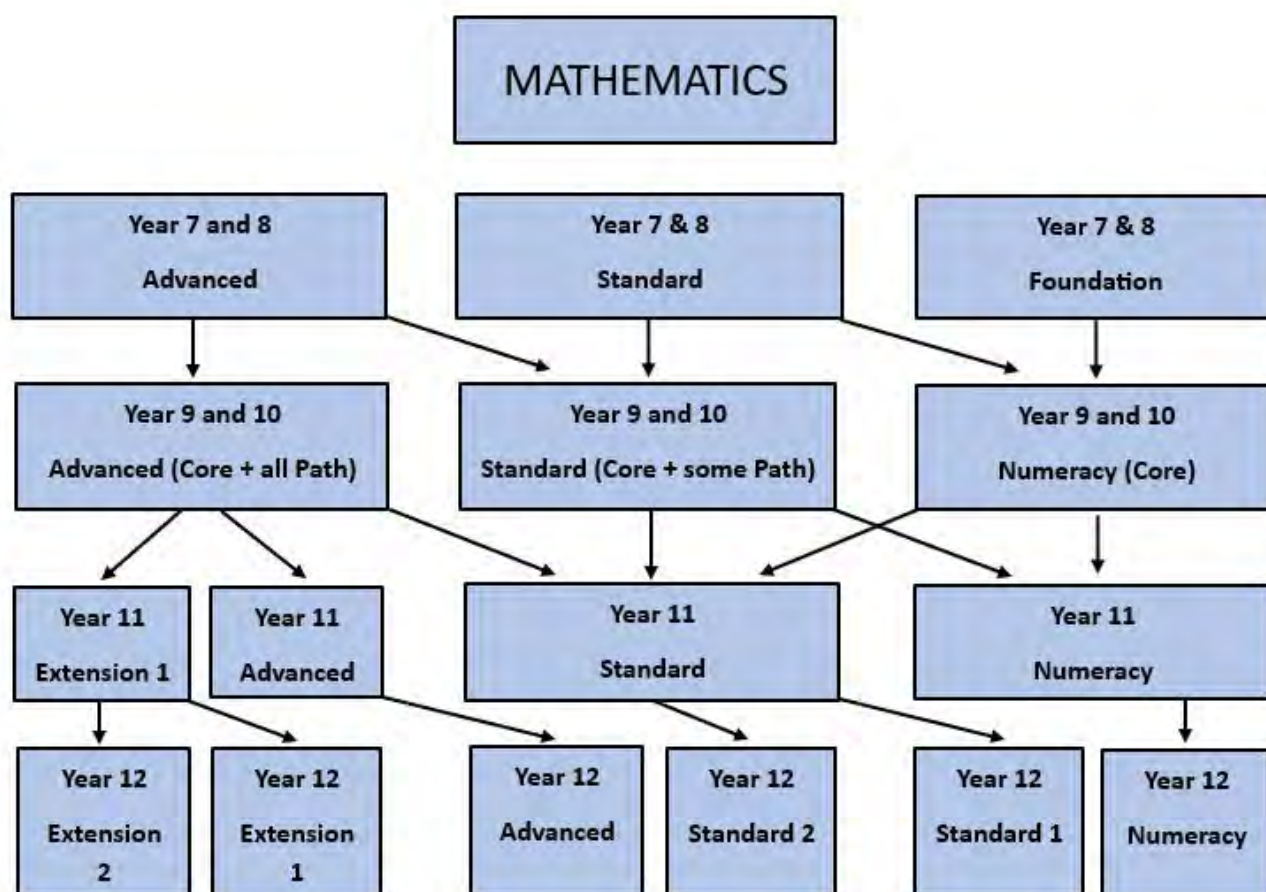 MATHEMATICS
Year 7 and 8
Advanced
Year 7 & 8
Standard
Year 7 & 8
Foundation
Year 9 and 10
Advanced (Core + all Path)
Year 9 and 10
Standard (Core + some Path)
Year 9 and 10
Numeracy (Core)
Year 11
Extension 1
Year 11
Advanced
Year 11
Standard
Year 11
Numeracy
Year 12
Extension
2
Year 12
Extension
1
Year 12
Advanced
Year 12
Standard 2
Year 12
Standard 1
Year 12
Numeracy